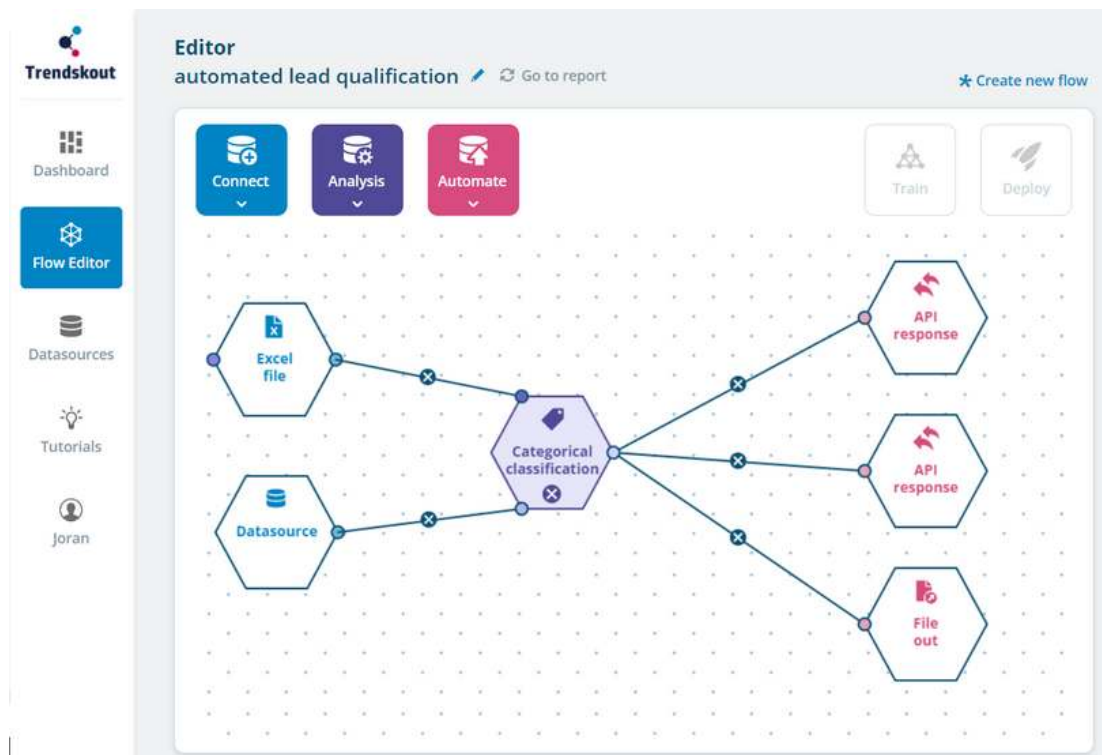 Trendskout
Dashboard
Flow Editor
Datasources
Tutorials
Joran
Editor
automated lead qualification
Go to report
Create new flow
Connect
Analysis
Automate
Train
Deploy
Excel
file
Datasource
Categorical
classification
API
response
API
response
File
out